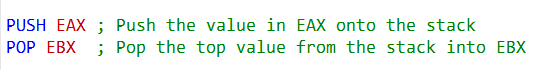 PUSH EAX ; Push the value in EAX onto the stack
POP EBX  ; Pop the top value from the stack into EBX